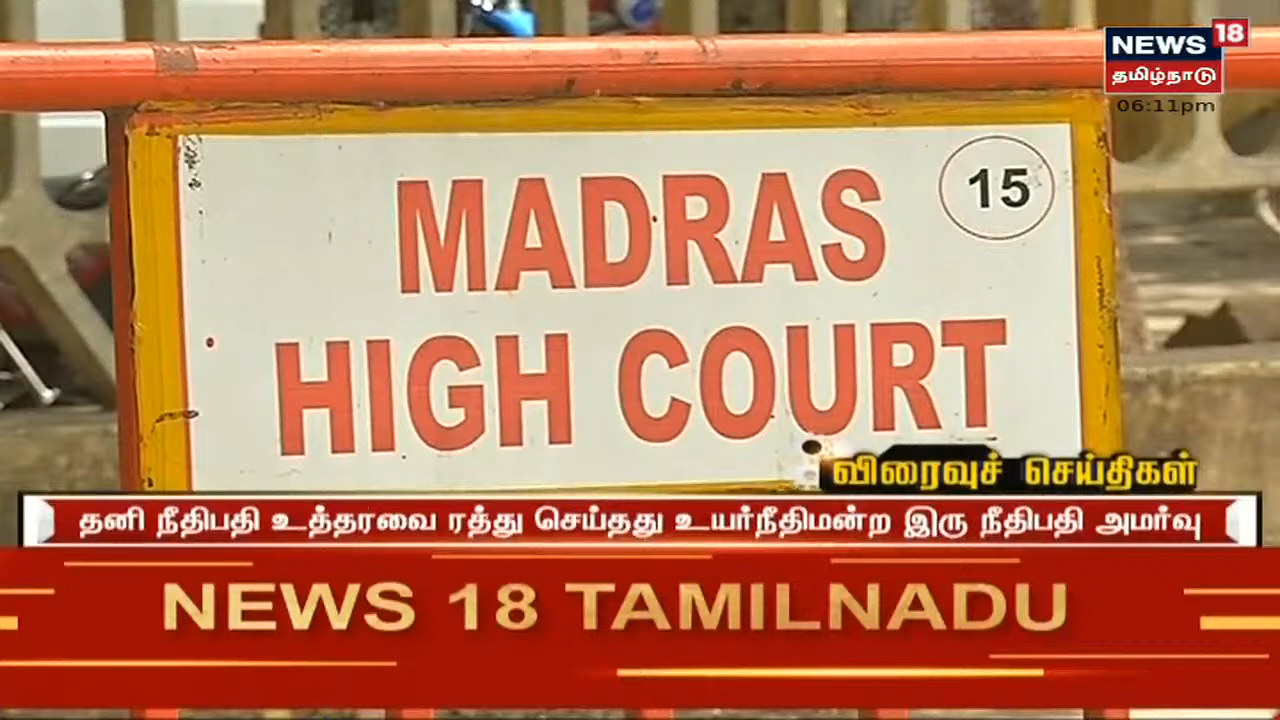 NEWS 18
தமிழ்நாடு
06:11pm
15
MADRAS
HIGH COURT
விரைவுச் செய்திகள்
தனி நீதிபதி உத்தரவை ரத்து செய்தது உயர்நீதிமன்ற இரு நீதிபதி அமர்வு
NEWS 18 TAMILNADU